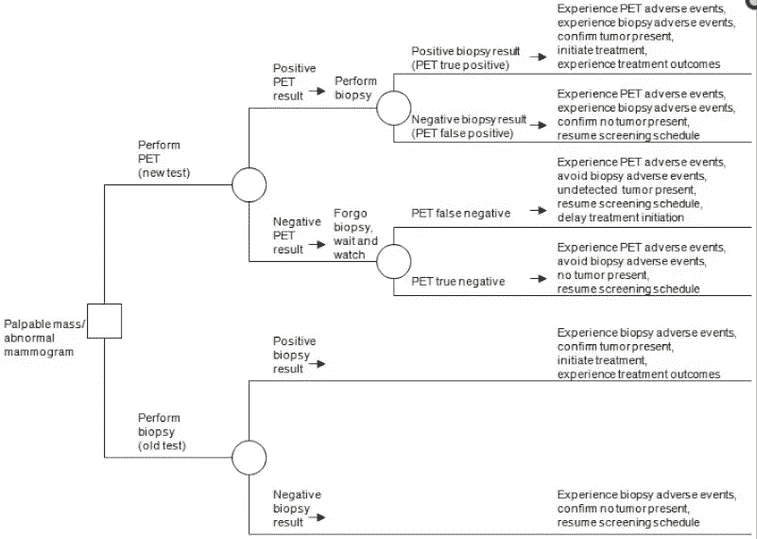 Experience PET adverse events,
experience biopsy adverse events,
confirm tumor present,
initiate treatment,
experience treatment outcomes
Positive biopsy result
(PET true positive)
Positive
PET
result
Perform
biopsy
Experience PET adverse events,
experience biopsy adverse events,
confirm no tumor present,
resume screening schedule
Negative biopsy result
(PET false positive)
Perform
PET
(new test)
Experience PET adverse events,
avoid biopsy adverse events,
undetected tumor present,
resume screening schedule,
delay treatment initiation
PET false negative
Negative
PET
result
Forgo
biopsy,
wait and
watch
Experience PET adverse events,
avoid biopsy adverse events,
no tumor present,
resume screening schedule
PET true negative
Palpable mass/
abnormal
mammogram
Positive
biopsy
result
Experience biopsy adverse events,
confirm tumor present,
initiate treatment,
experience treatment outcomes
Perform
biopsy
(old test)
Negative
biopsy
result
Experience biopsy adverse events,
confirm no tumor present,
resume screening schedule